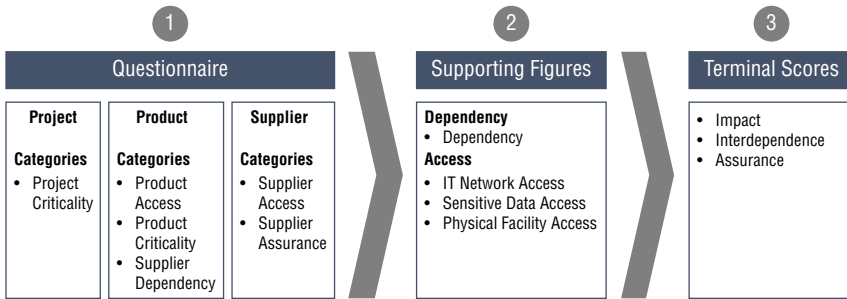 1
Questionnaire
Project
Categories
• Project
Criticality
Product
Categories
• Product
Access
• Product
Criticality
• Supplier
Dependency
Supplier
Categories
• Supplier
Access
• Supplier
Assurance
2
Supporting Figures
Dependency
• Dependency
Access
• IT Network Access
• Sensitive Data Access
• Physical Facility Access
3
Terminal Scores
• Impact
• Interdependence
• Assurance